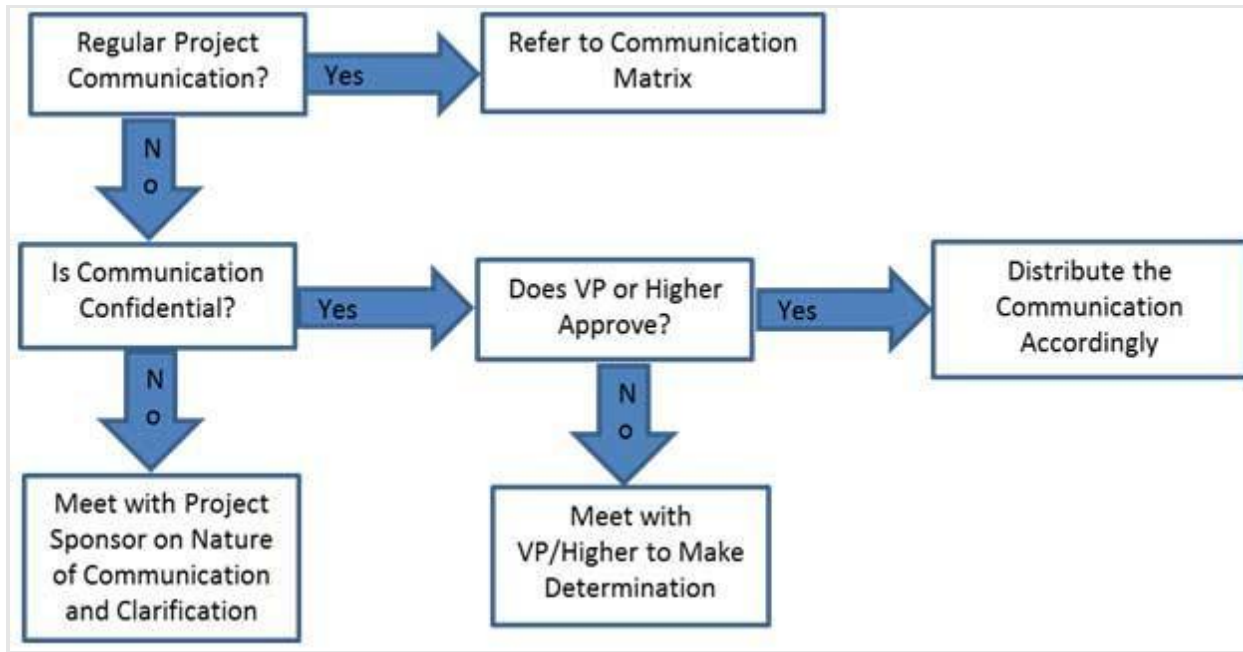 Regular Project
Communication?
Yes
Refer to Communication
Matrix
N
o
Is Communication
Confidential?
Yes
Does VP or Higher
Approve?
Yes
Distribute the
Communication
Accordingly
N
o
N
o
Meet with Project
Sponsor on Nature
of Communication
and Clarification
Meet with
VP/Higher to Make
Determination